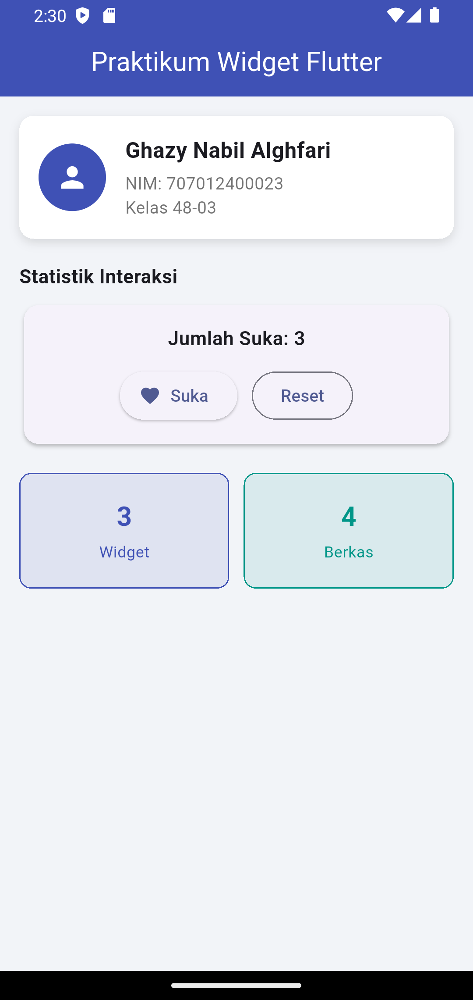 2:30
Praktikum Widget Flutter
Ghazy Nabil Alghfari
NIM: 707012400023
Kelas 48-03
Statistik Interaksi
Jumlah Suka: 3
Suka
Reset
3
Widget
4
Berkas